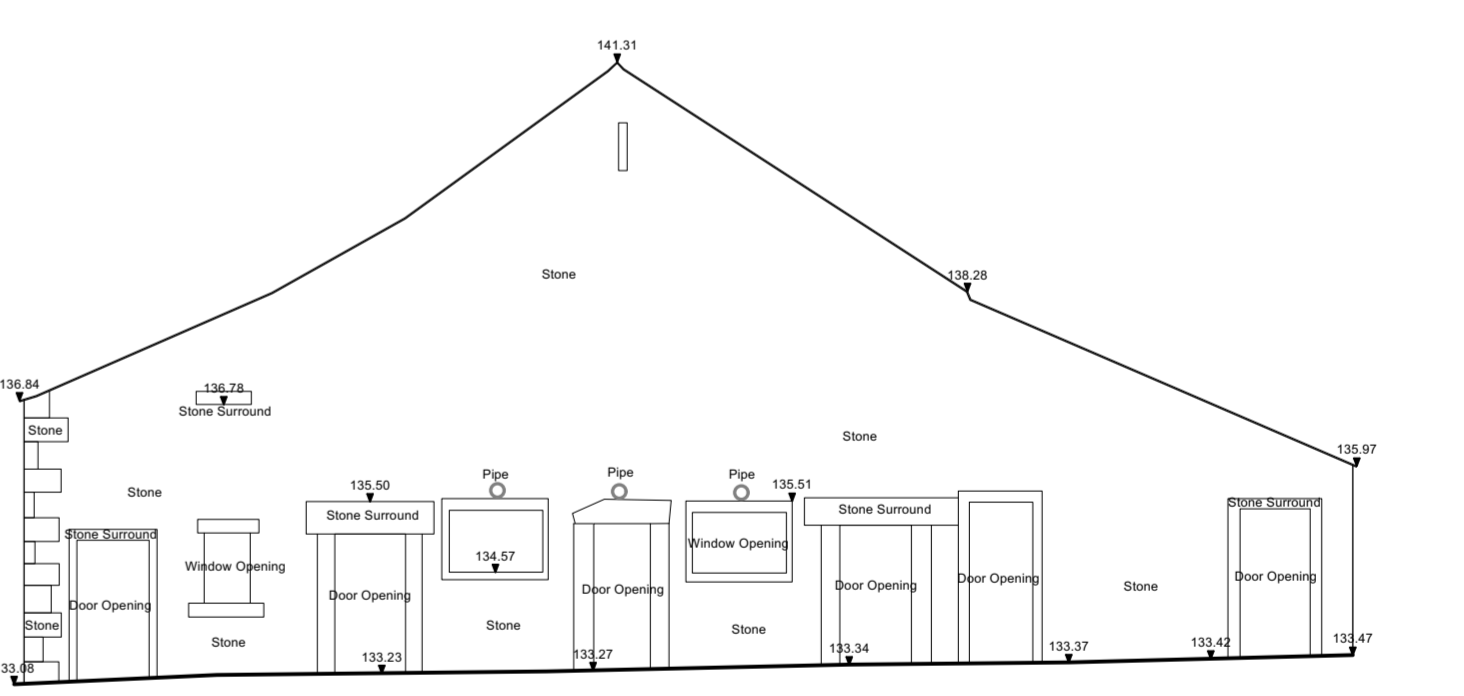 141.31
Stone
138.28
136.84
136.78
Stone Surround
Stone
Stone
135.97
Pipe
Pipe
Pipe
135.50
135.51
Stone
Stone Surround
Stone Surround
Stone Surround
Stone Surround
Window Opening
134.57
Window Opening
Door Opening
Door Opening
Door Opening
Door Opening
Door Opening
Door Opening
Stone
Stone
Stone
Stone
Stone
33.08
133.23
133.27
133.34
133.37
133.42
133.47